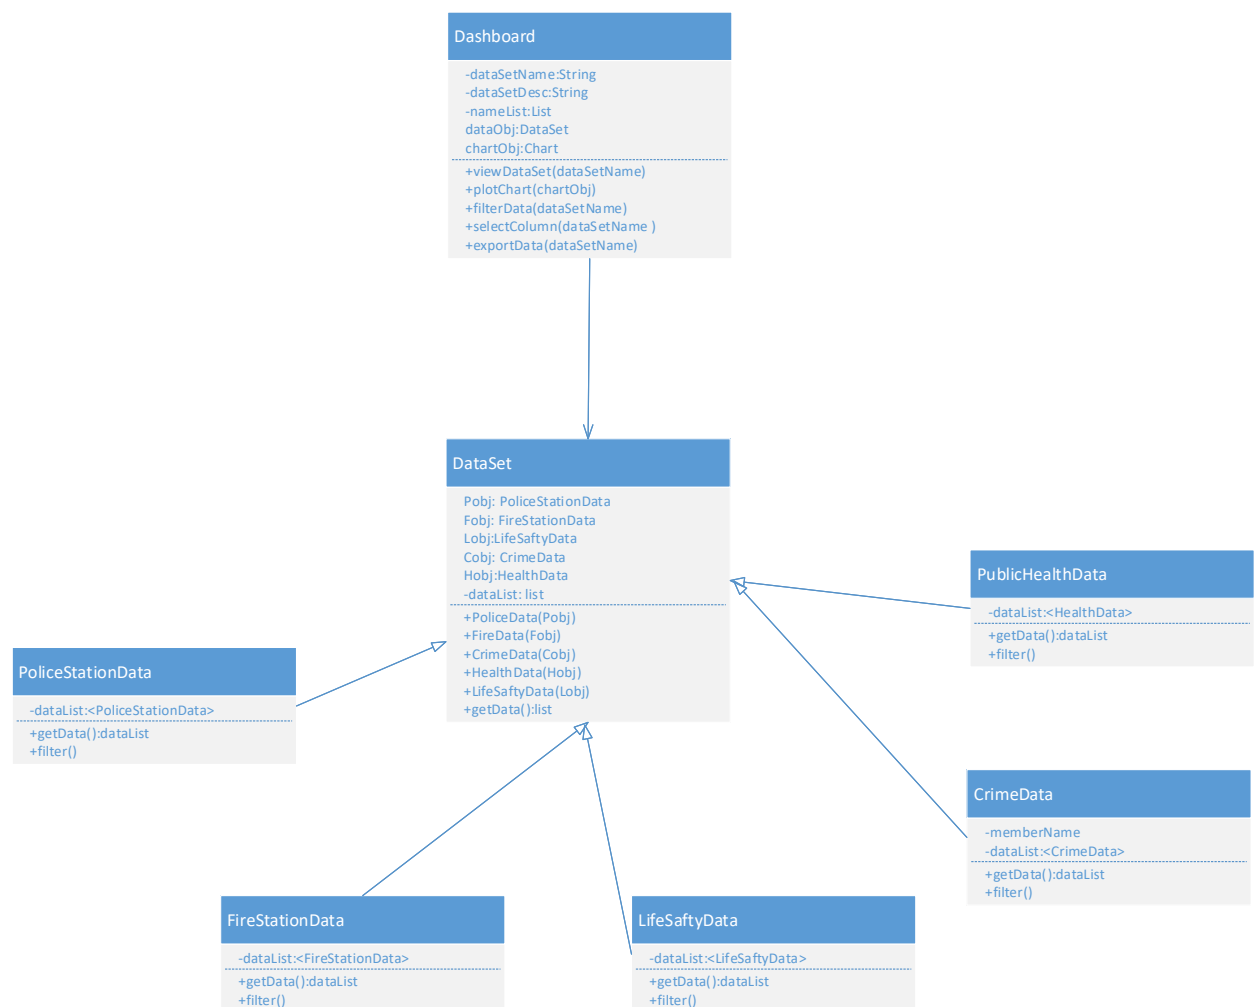 Dashboard
-dataSetName:String
-dataSetDesc:String
-nameList:List
dataObj:DataSet
chartObj:Chart
+viewDataSet(dataSetName)
+plotChart(chartObj)
+filterData(dataSetName)
+selectColumn(dataSetName )
+exportData(dataSetName)
DataSet
Pobj: PoliceStationData
Fobj: FireStationData
Lobj:LifeSaftyData
Cobj: CrimeData
Hobj:HealthData
-dataList: list
+PoliceData(Pobj)
+FireData(Fobj)
+CrimeData(Cobj)
+HealthData(Hobj)
+LifeSaftyData(Lobj)
+getData():list
PublicHealthData
-dataList:<HealthData>
+getData():dataList
+filter()
PoliceStationData
-dataList:<PoliceStationData>
+getData():dataList
+filter()
CrimeData
-memberName
-dataList:<CrimeData>
+getData():dataList
+filter()
FireStationData
-dataList:<FireStationData>
+getData():dataList
+filter()
LifeSaftyData
-dataList:<LifeSaftyData>
+getData():dataList
+filter()